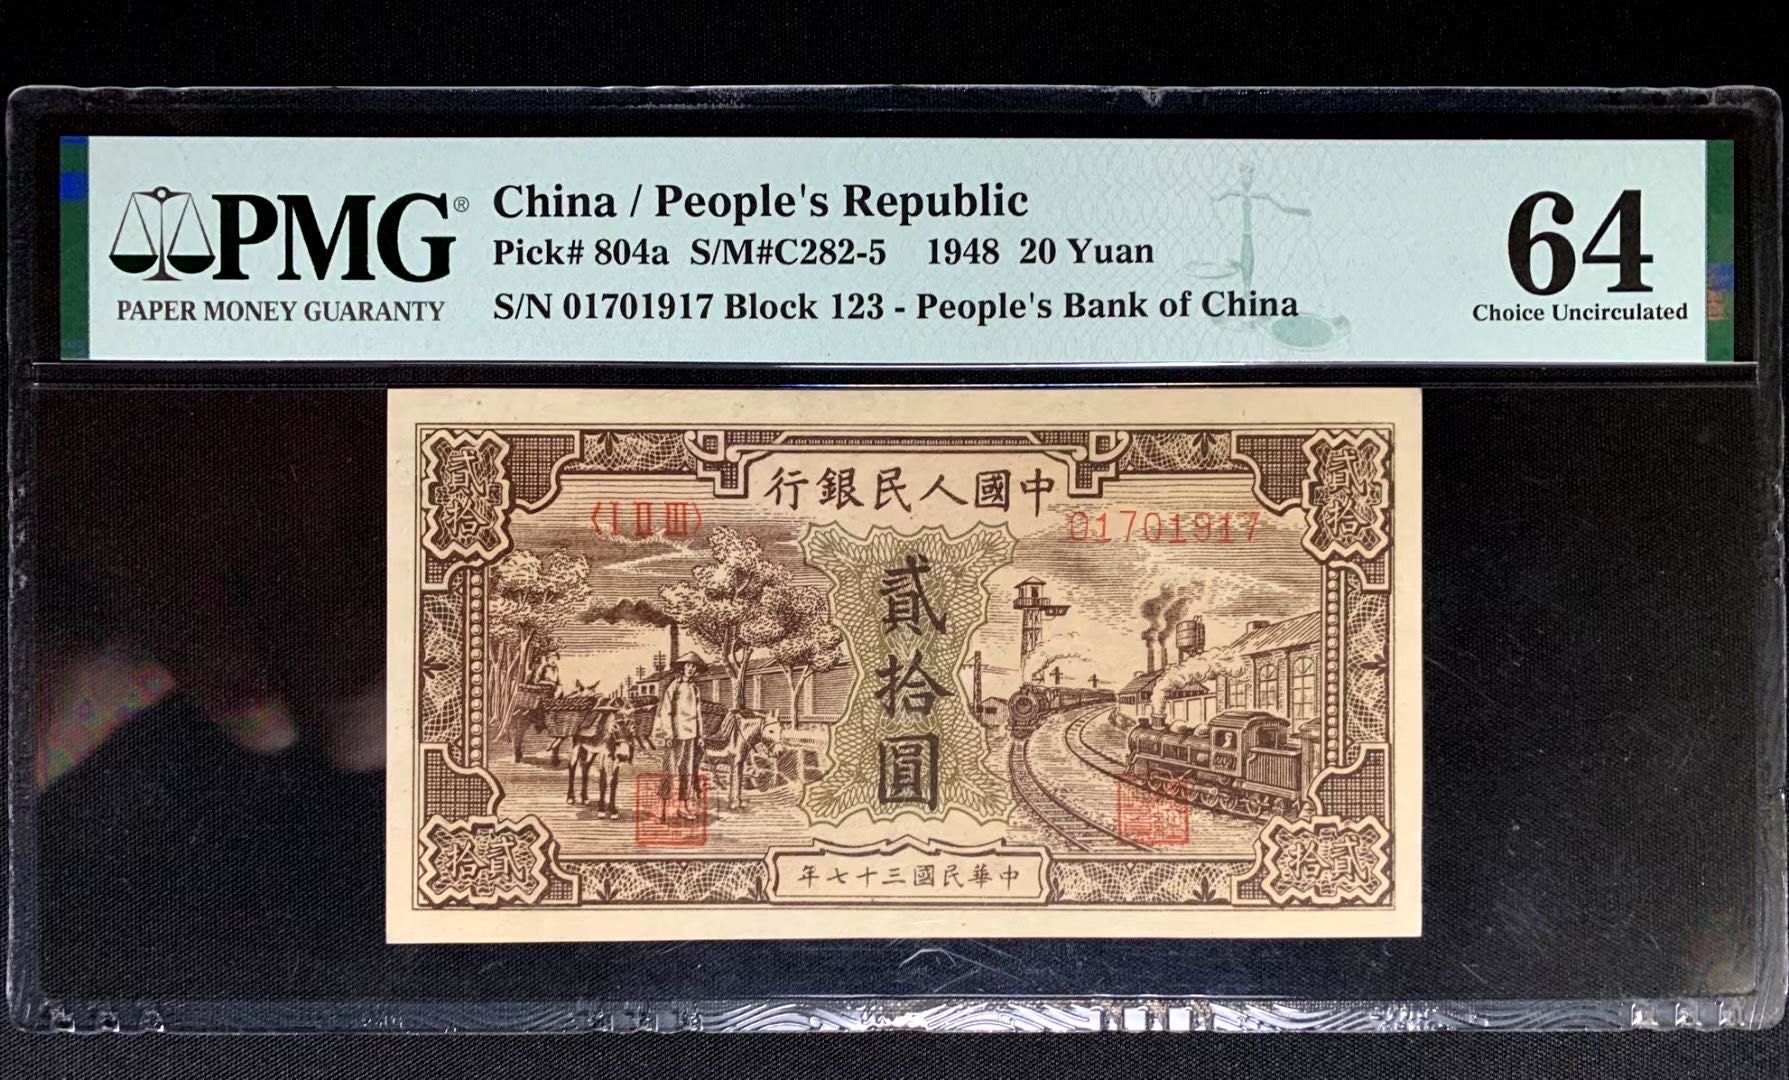 PMG®
PAPER MONEY GUARANTY
China / People's Republic
Pick# 804a S/M#C282-5 1948 20 Yuan
S/N 01701917 Block 123 - People's Bank of China
64
Choice Uncirculated
行銀民人國中
〈I II III〉
01701917
貳拾
貳拾
貳拾圓
拾貳
拾貳
年七十三國民華中